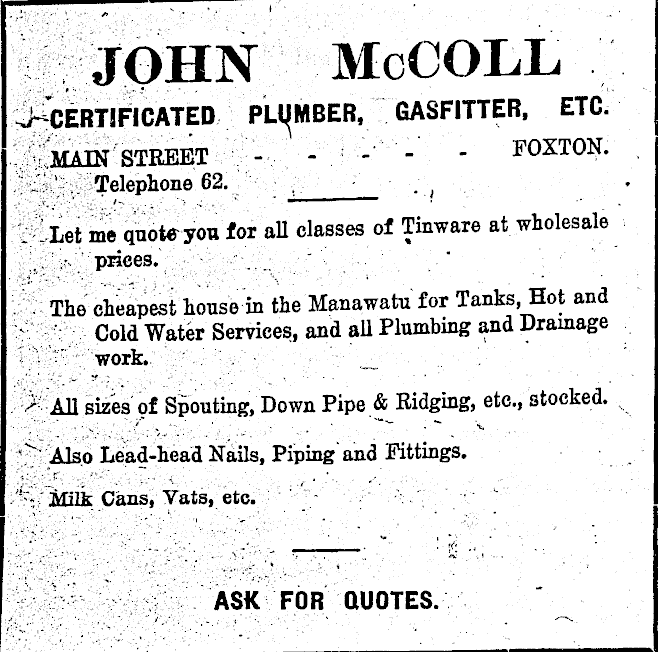 JOHN McCOLL
CERTIFICATED PLUMBER, GASFITTER, ETC.
MAIN STREET - - - - - FOXTON.
Telephone 62.
Let me quote you for all classes of Tinware at wholesale
prices.
The cheapest house in the Manawatu for Tanks, Hot and
Cold Water Services, and all Plumbing and Drainage
work.
All sizes of Spouting, Down Pipe & Ridging, etc., stocked.
Also Lead-head Nails, Piping and Fittings.
Milk Cans, Vats, etc.
ASK FOR QUOTES.